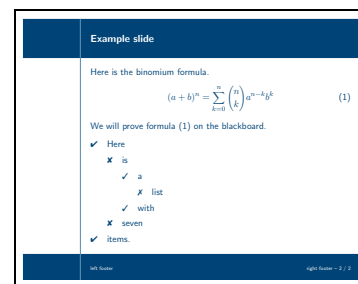 Example slide
Here is the binomium formula.
(a + b)^n = \sum_{k=0}^{n} \binom{n}{k} a^{n-k} b^k (1)
We will prove formula (1) on the blackboard.
✔ Here
✘ is
✓ a
✗ list
✓ with
✘ seven
✔ items.
left footer right footer – 2 / 2